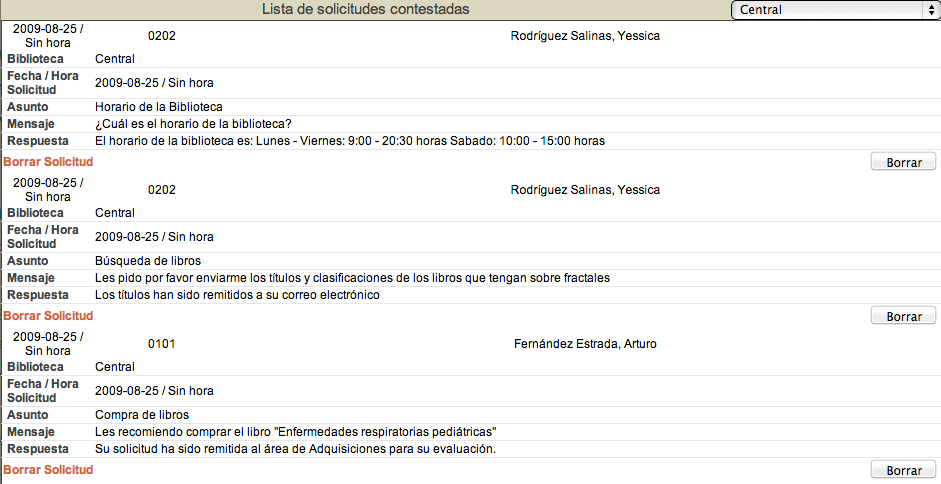 Lista de solicitudes contestadas
Central
2009-08-25 / Sin hora 0202 Rodríguez Salinas, Yessica
Biblioteca Central
Fecha / Hora Solicitud 2009-08-25 / Sin hora
Asunto Horario de la Biblioteca
Mensaje ¿Cuál es el horario de la biblioteca?
Respuesta El horario de la biblioteca es: Lunes - Viernes: 9:00 - 20:30 horas Sabado: 10:00 - 15:00 horas
Borrar Solicitud Borrar
2009-08-25 / Sin hora 0202 Rodríguez Salinas, Yessica
Biblioteca Central
Fecha / Hora Solicitud 2009-08-25 / Sin hora
Asunto Búsqueda de libros
Mensaje Les pido por favor enviarme los títulos y clasificaciones de los libros que tengan sobre fractales
Respuesta Los títulos han sido remitidos a su correo electrónico
Borrar Solicitud Borrar
2009-08-25 / Sin hora 0101 Fernández Estrada, Arturo
Biblioteca Central
Fecha / Hora Solicitud 2009-08-25 / Sin hora
Asunto Compra de libros
Mensaje Les recomiendo comprar el libro "Enfermedades respiratorias pediátricas"
Respuesta Su solicitud ha sido remitida al área de Adquisiciones para su evaluación.
Borrar Solicitud Borrar